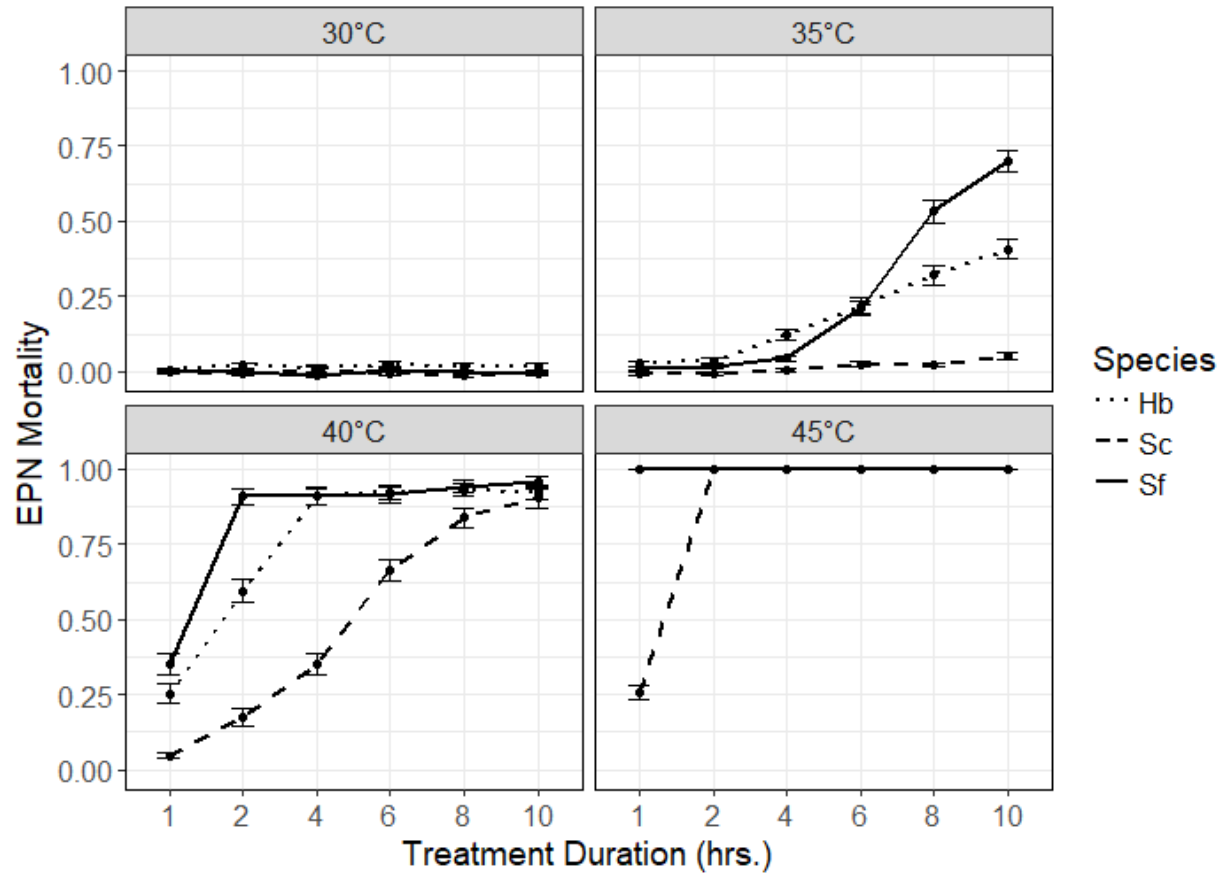 30°C 35°C
1.00
0.75
0.50
0.25
0.00
40°C 45°C
1.00
0.75
0.50
0.25
0.00
1 2 4 6 8 10 1 2 4 6 8 10
Treatment Duration (hrs.)
EPN Mortality
Species
Hb
Sc
Sf